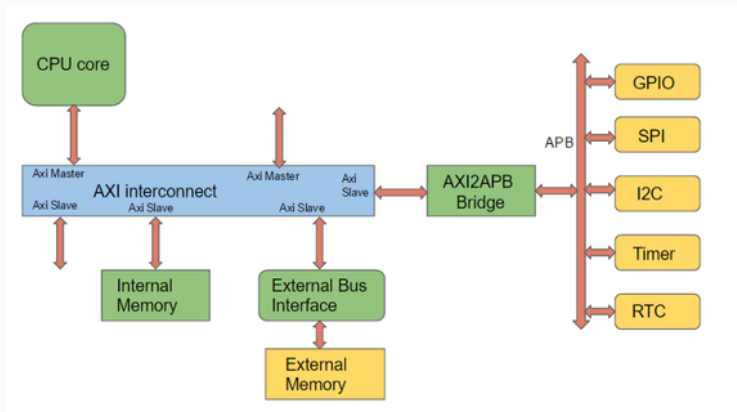 CPU core
Axi Master
AXI interconnect
Axi Master
Axi
Slave
Axi Slave
Axi Slave
Axi Slave
Internal
Memory
External Bus
Interface
External
Memory
AXI2APB
Bridge
APB
GPIO
SPI
I2C
Timer
RTC